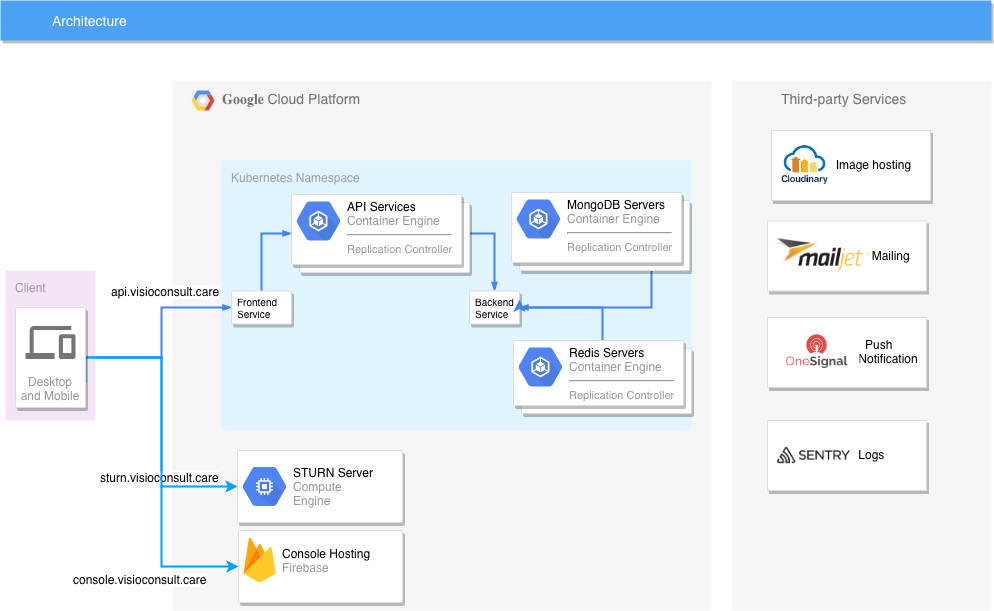 Architecture
Google Cloud Platform
Third-party Services
Kubernetes Namespace
API Services
Container Engine
Replication Controller
MongoDB Servers
Container Engine
Replication Controller
Cloudinary
Image hosting
mailjet
Mailing
Client
Desktop
and Mobile
api.visioconsult.care
Frontend
Service
Backend
Service
Redis Servers
Container Engine
Replication Controller
OneSignal
Push
Notification
sturn.visioconsult.care
STURN Server
Compute
Engine
SENTRY
Logs
console.visioconsult.care
Console Hosting
Firebase